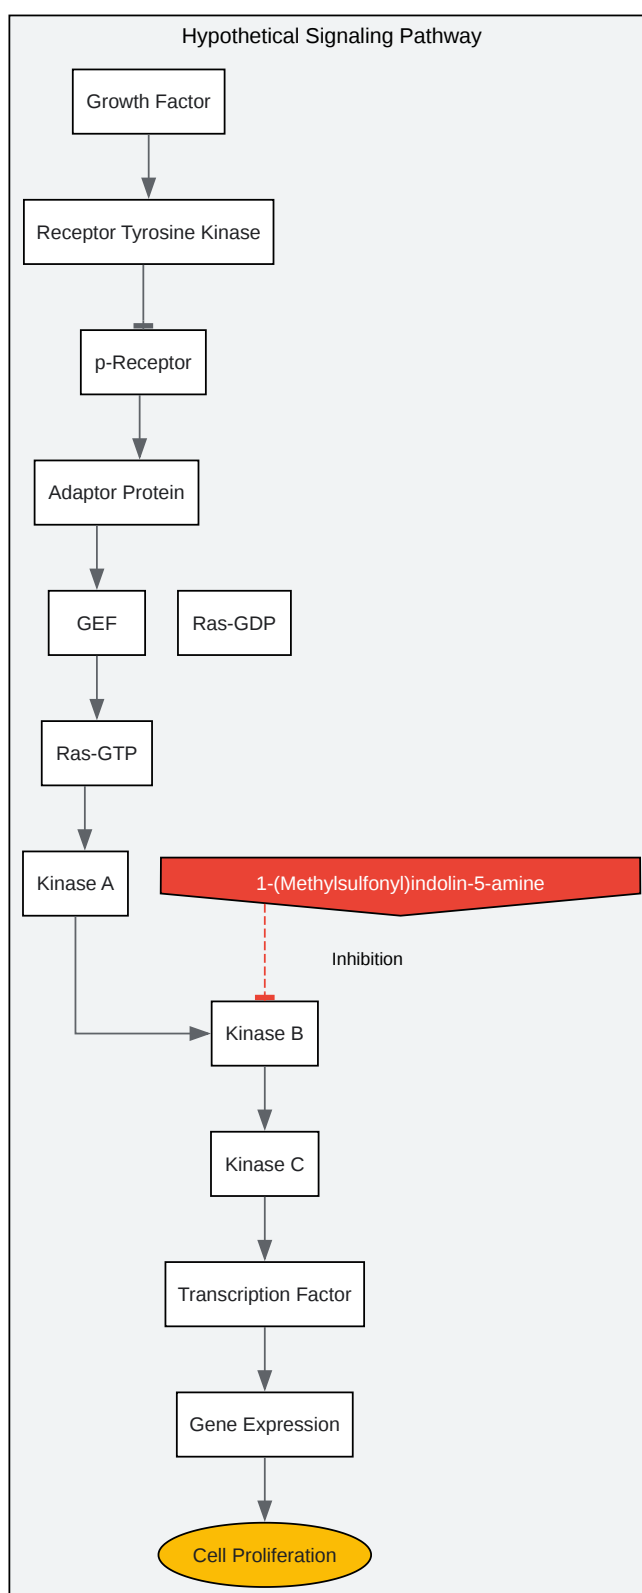 Hypothetical Signaling Pathway
Growth Factor
Receptor Tyrosine Kinase
p-Receptor
Adaptor Protein
GEF
Ras-GDP
Ras-GTP
Kinase A
1-(Methylsulfonyl)indolin-5-amine
Inhibition
Kinase B
Kinase C
Transcription Factor
Gene Expression
Cell Proliferation